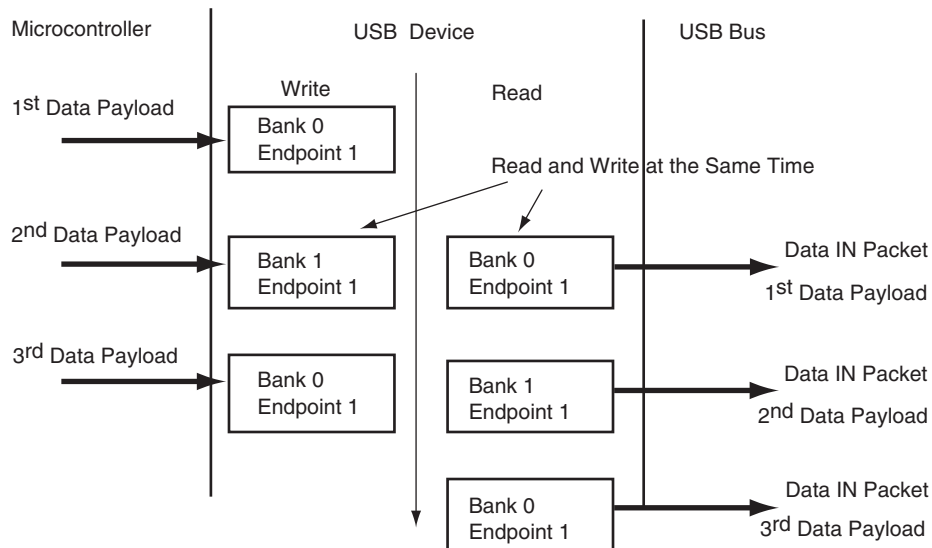 Microcontroller
USB Device
USB Bus
Write
Read
1st Data Payload
Bank 0
Endpoint 1
Read and Write at the Same Time
2nd Data Payload
Bank 1
Endpoint 1
Bank 0
Endpoint 1
Data IN Packet
1st Data Payload
3rd Data Payload
Bank 0
Endpoint 1
Bank 1
Endpoint 1
Data IN Packet
2nd Data Payload
Bank 0
Endpoint 1
Data IN Packet
3rd Data Payload